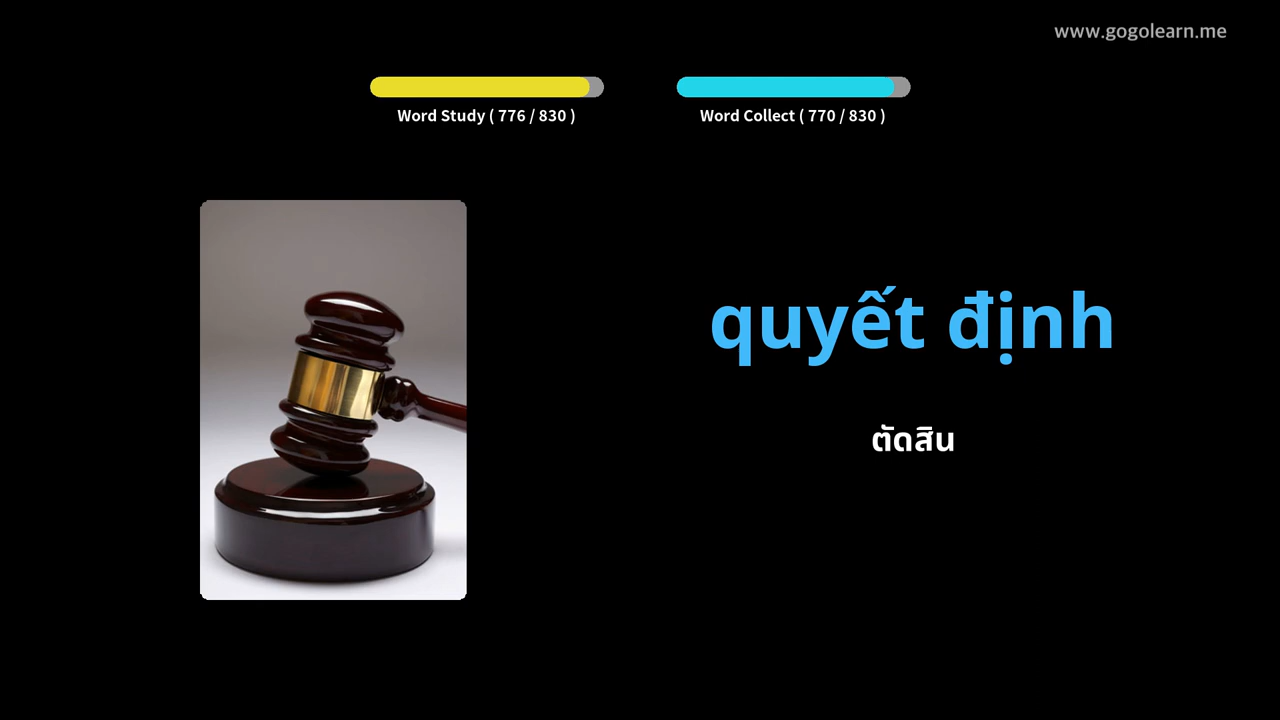 www.gogolearn.me
Word Study ( 776 / 830 )
Word Collect ( 770 / 830 )
quyết định
ตัดสิน